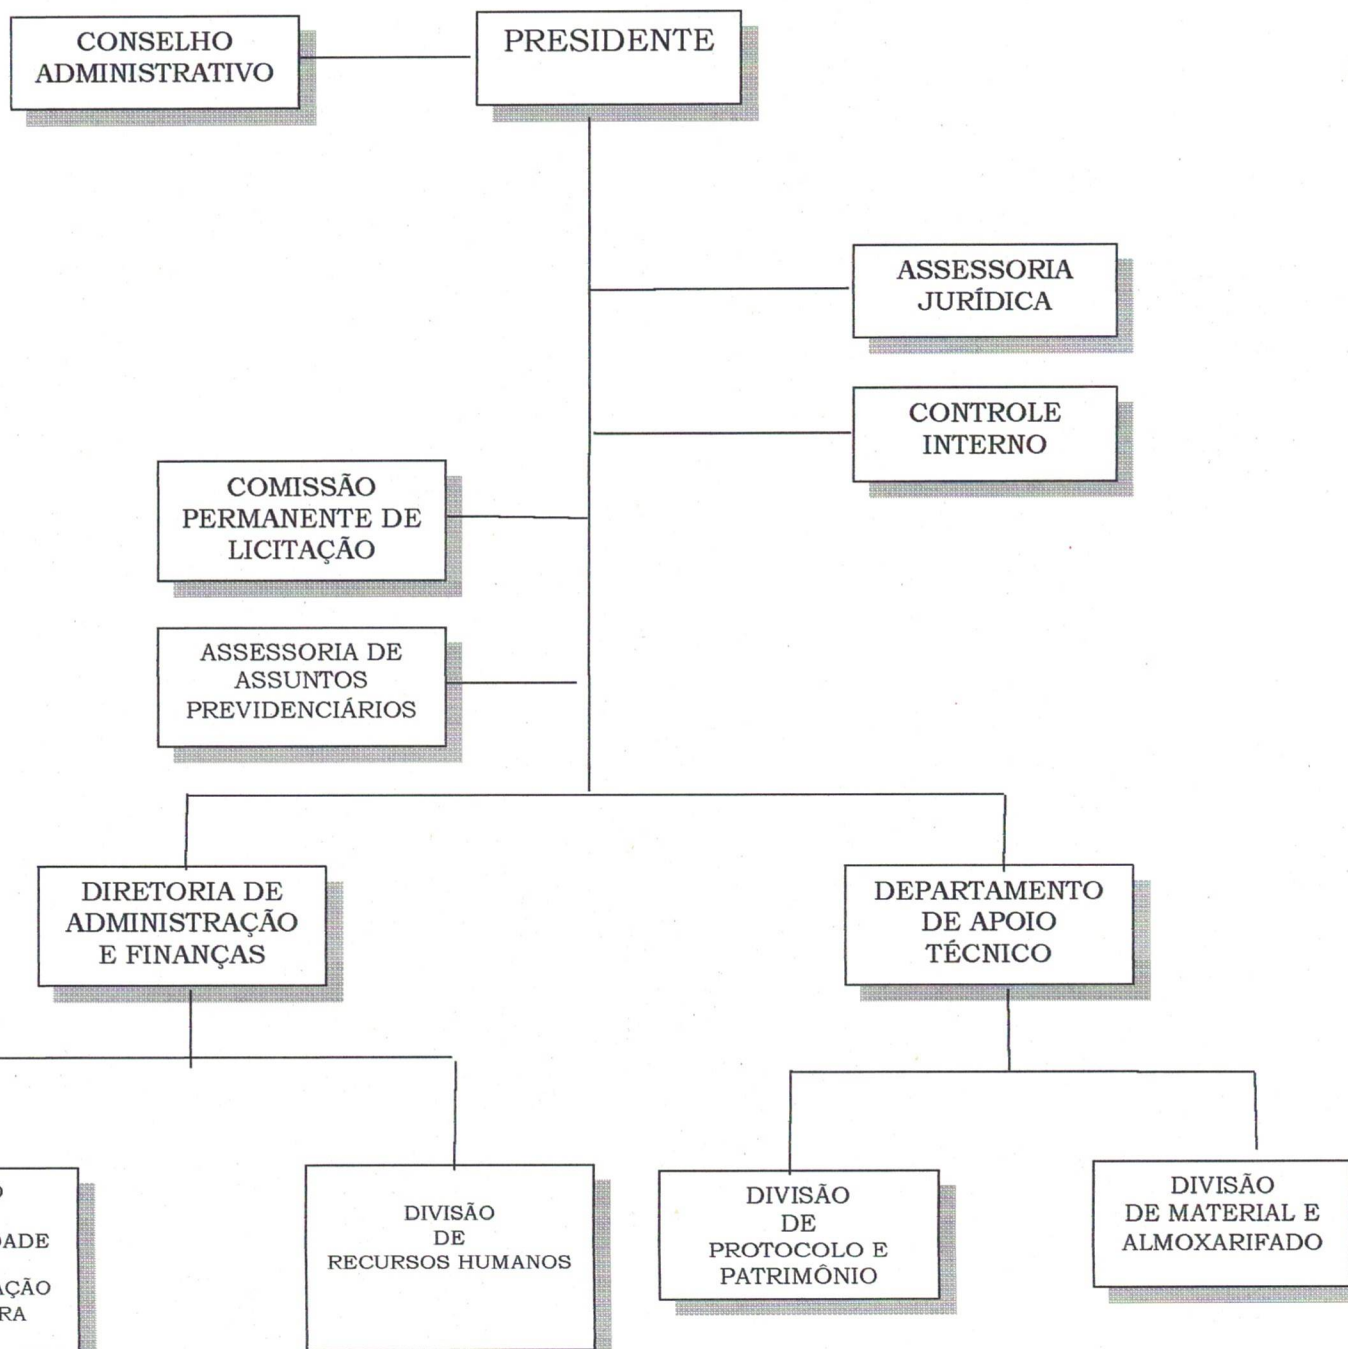 CONSELHO
ADMINISTRATIVO
PRESIDENTE
ASSESSORIA
JURÍDICA
CONTROLE
INTERNO
COMISSÃO
PERMANENTE DE
LICITAÇÃO
ASSESSORIA DE
ASSUNTOS
PREVIDENCIÁRIOS
DIRETORIA DE
ADMINISTRAÇÃO
E FINANÇAS
DEPARTAMENTO
DE APOIO
TÉCNICO
DIVISÃO
DE
RECURSOS HUMANOS
DIVISÃO
DE
PROTOCOLO E
PATRIMÔNIO
DIVISÃO
DE MATERIAL E
ALMOXARIFADO